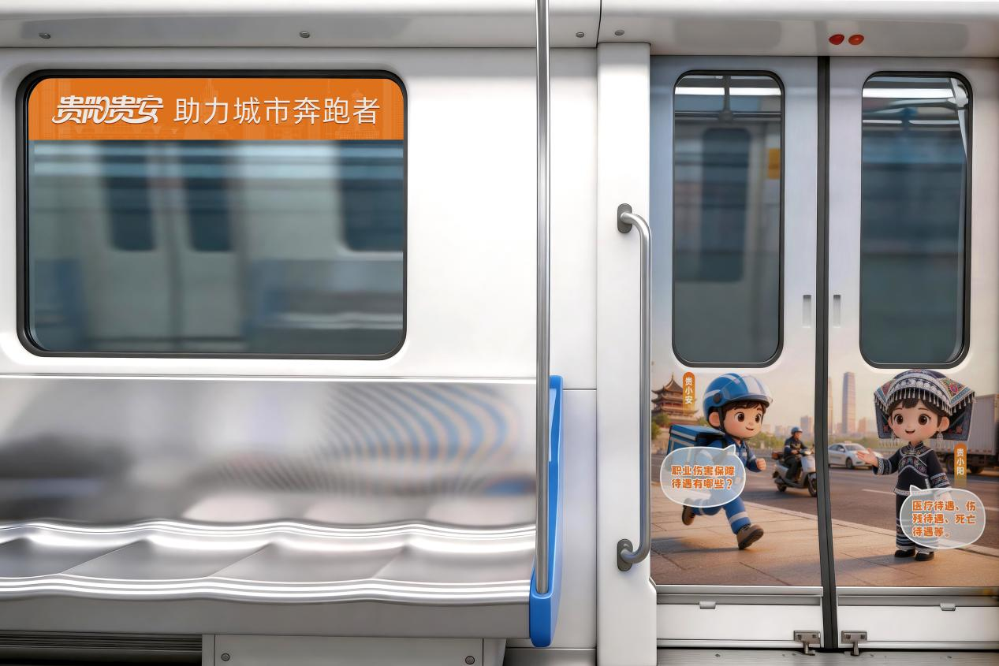 贵阳贵安 助力城市奔跑者
贵小安
职业伤害保障
待遇有哪些？
贵小阳
医疗待遇、伤
残待遇、死亡
待遇等。